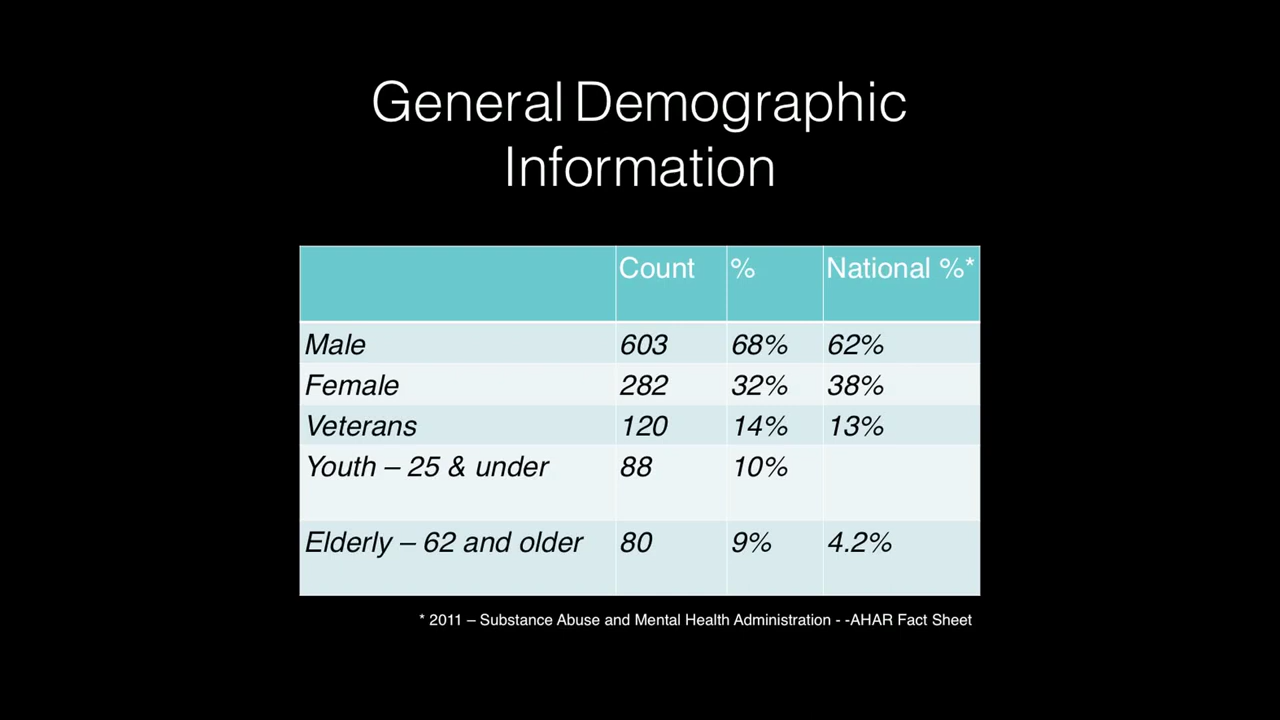 General Demographic
Information
Count % National %*
Male 603 68% 62%
Female 282 32% 38%
Veterans 120 14% 13%
Youth – 25 & under 88 10%
Elderly – 62 and older 80 9% 4.2%
* 2011 – Substance Abuse and Mental Health Administration - -AHAR Fact Sheet